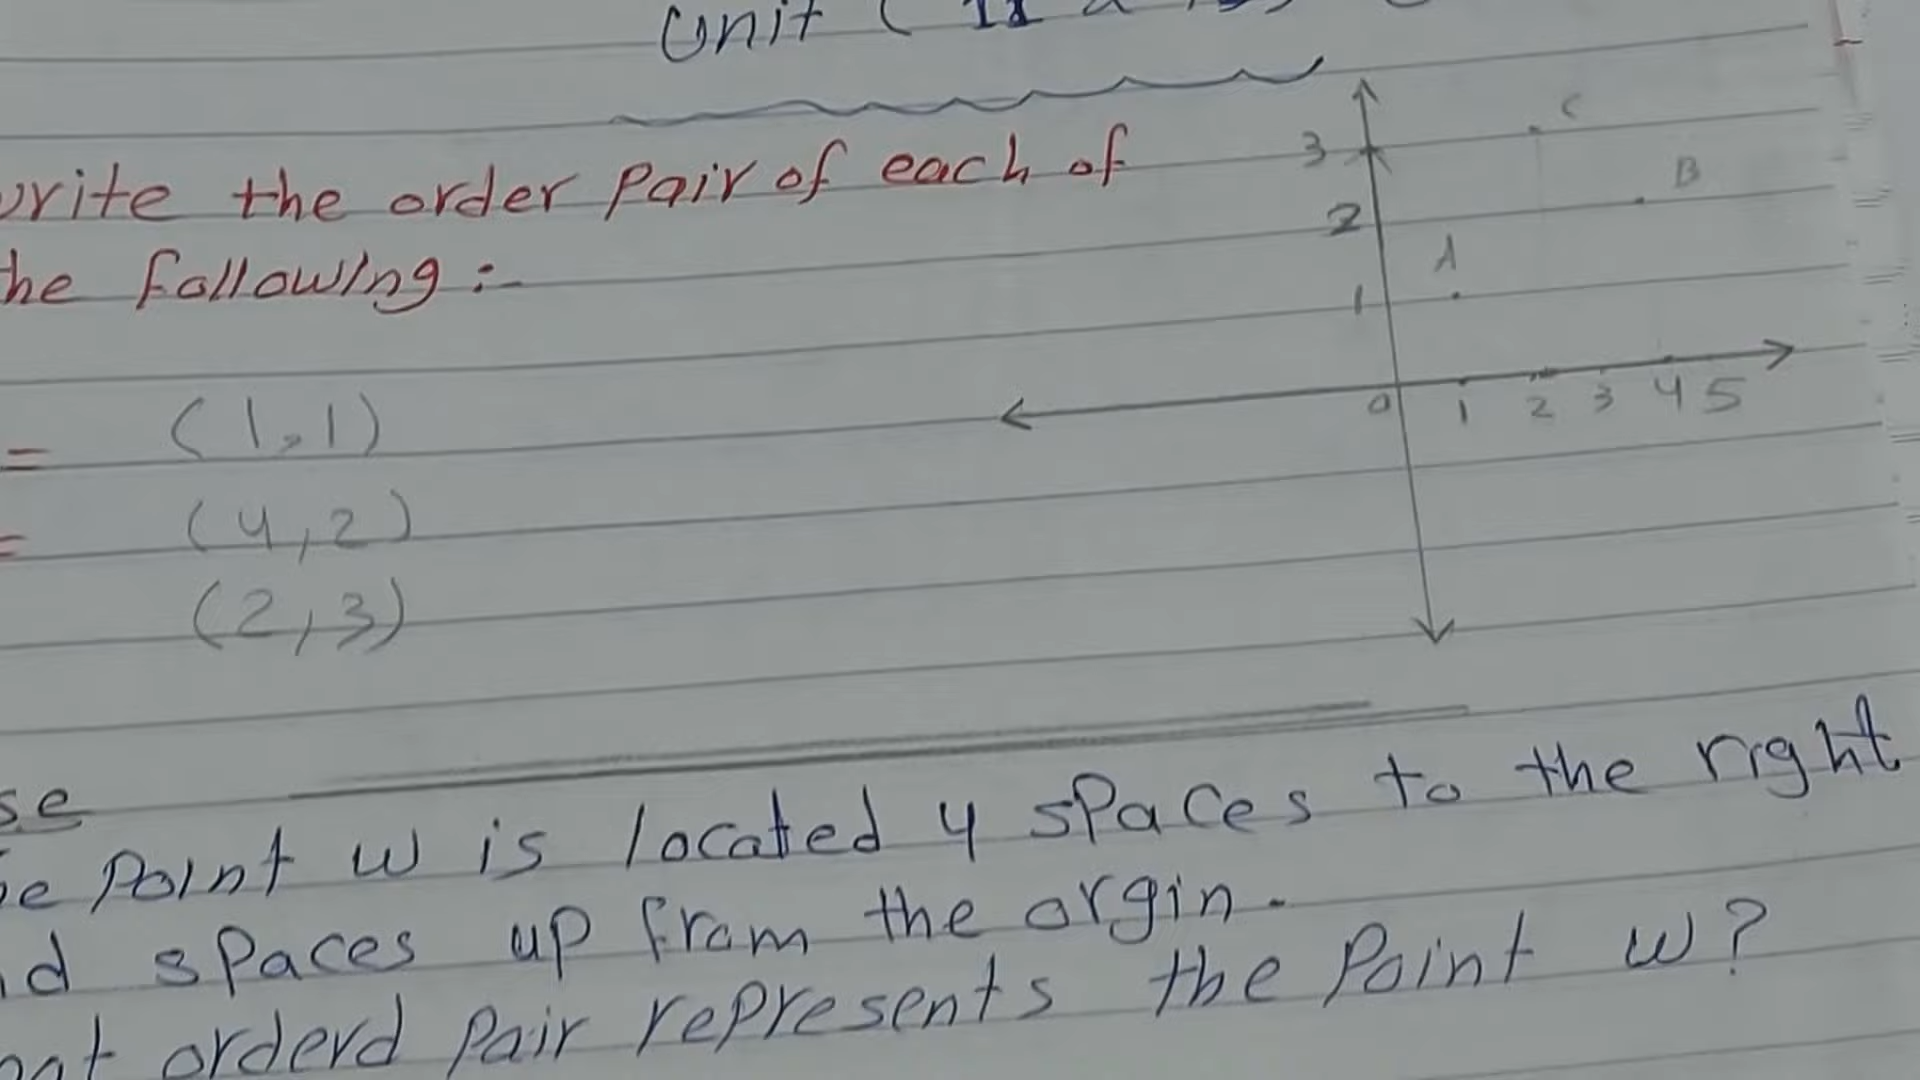 Unit (
write the order Pair of each of
the following :-
= (1,1)
= (4,2)
(2,3)
3
2
1
C
B
A
0 1 2 3 4 5
se
Point w is located 4 spaces to the right
spaces up from the orgin.
orderd Pair represents the Point w?